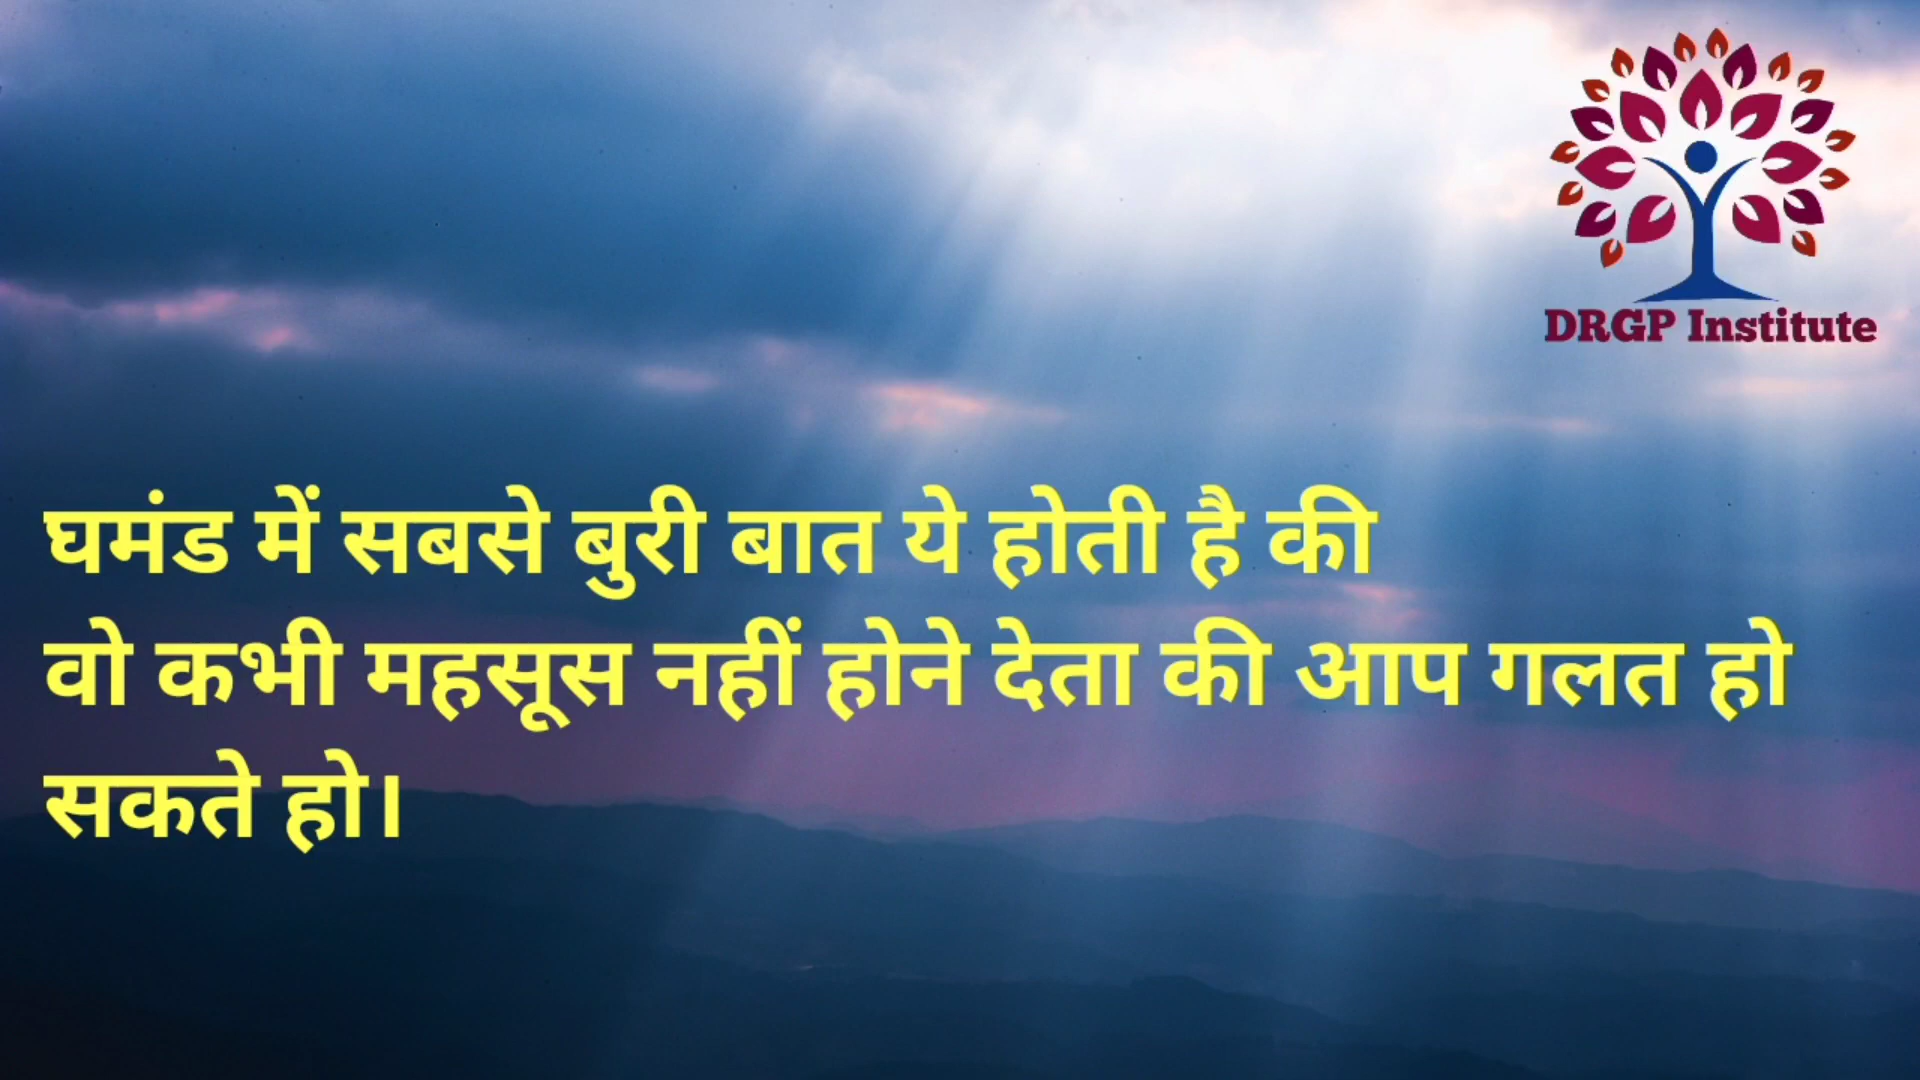 DRGP Institute
घमंड में सबसे बुरी बात ये होती है की
वो कभी महसूस नहीं होने देता की आप गलत हो
सकते हो।